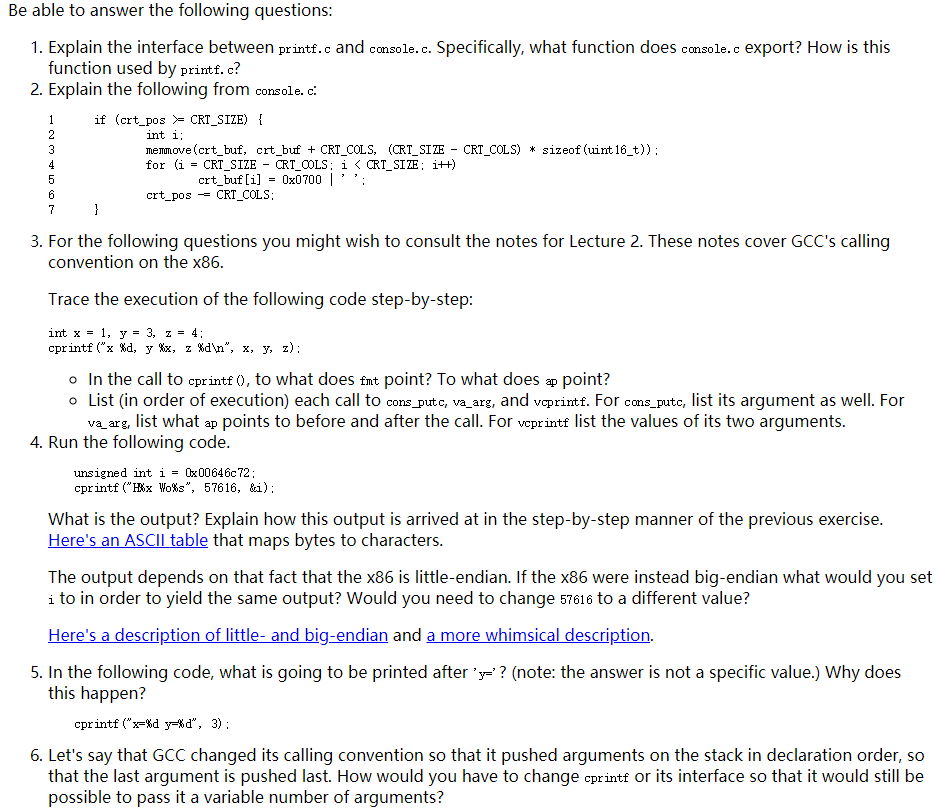 Be able to answer the following questions:
1. Explain the interface between printf.c and console.c. Specifically, what function does console.c export? How is this
function used by printf.c?
2. Explain the following from console.c:
1 if (crt_pos >= CRT_SIZE) {
2 int i;
3 memmove(crt_buf, crt_buf + CRT_COLS, (CRT_SIZE - CRT_COLS) * sizeof(uint16_t));
4 for (i = CRT_SIZE - CRT_COLS; i < CRT_SIZE; i++)
5 crt_buf[i] = 0x0700 | ' ';
6 crt_pos -= CRT_COLS;
7 }
3. For the following questions you might wish to consult the notes for Lecture 2. These notes cover GCC's calling
convention on the x86.
Trace the execution of the following code step-by-step:
int x = 1, y = 3, z = 4;
cprintf("x %d, y %x, z %d\n", x, y, z);
o In the call to cprintf(), to what does fmt point? To what does ap point?
o List (in order of execution) each call to cons_putc, va_arg, and vcprintf. For cons_putc, list its argument as well. For
va_arg, list what ap points to before and after the call. For vcprintf list the values of its two arguments.
4. Run the following code.
unsigned int i = 0x00646c72;
cprintf("H%x Wo%s", 57616, &i);
What is the output? Explain how this output is arrived at in the step-by-step manner of the previous exercise.
Here's an ASCII table that maps bytes to characters.
The output depends on that fact that the x86 is little-endian. If the x86 were instead big-endian what would you set
i to in order to yield the same output? Would you need to change 57616 to a different value?
Here's a description of little- and big-endian and a more whimsical description.
5. In the following code, what is going to be printed after 'y='? (note: the answer is not a specific value.) Why does
this happen?
cprintf("x=%d y=%d", 3);
6. Let's say that GCC changed its calling convention so that it pushed arguments on the stack in declaration order, so
that the last argument is pushed last. How would you have to change cprintf or its interface so that it would still be
possible to pass it a variable number of arguments?